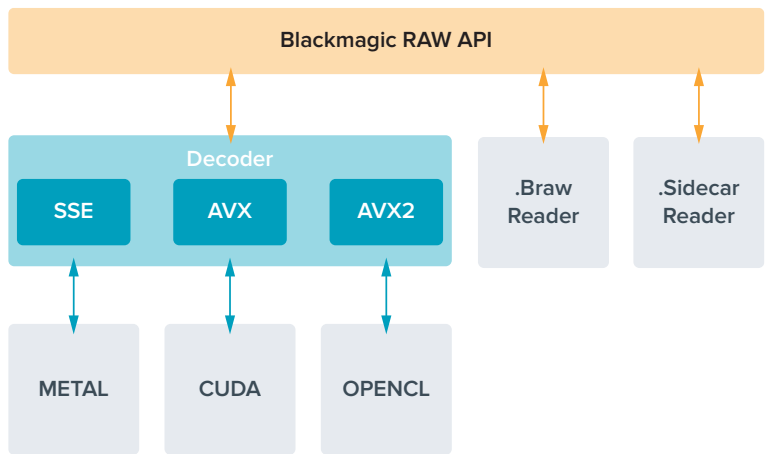 Blackmagic RAW API
Decoder
SSE
AVX
AVX2
.Braw
Reader
.Sidecar
Reader
METAL
CUDA
OPENCL